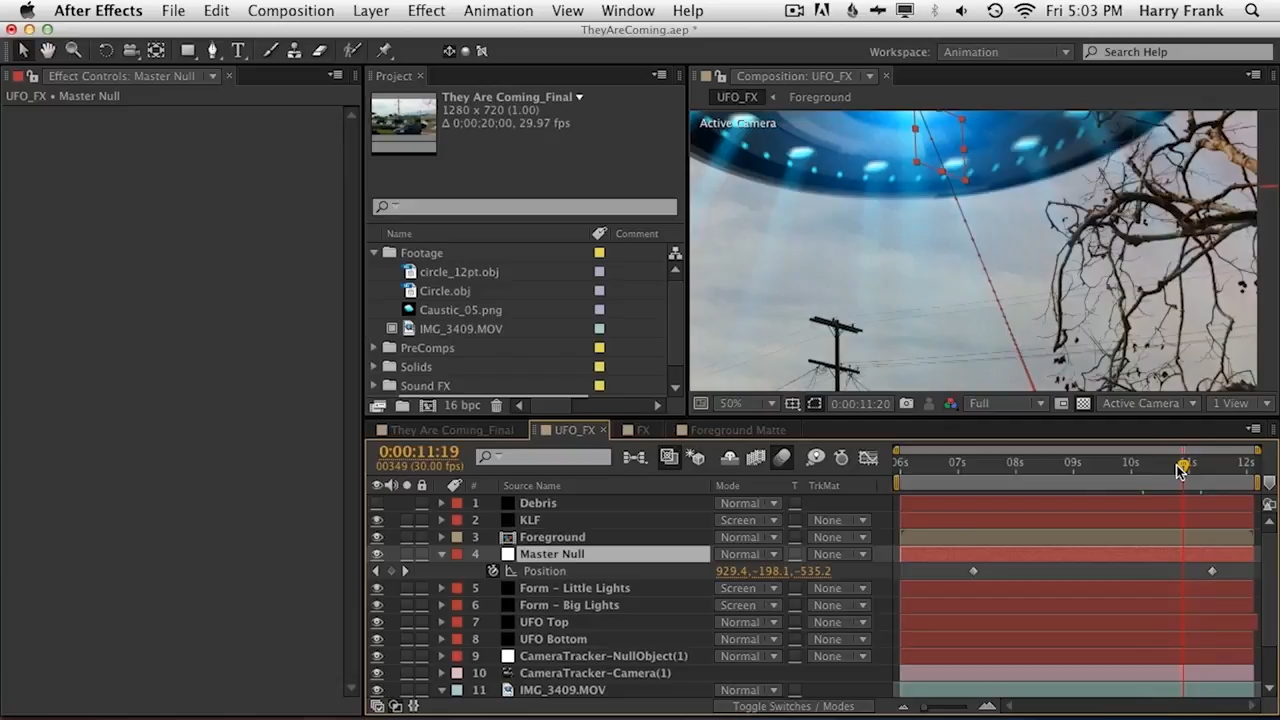 After Effects File Edit Composition Layer Effect Animation View Window Help Fri 5:03 PM Harry Frank
TheyAreComing.aep *
Workspace: Animation Search Help
Effect Controls: Master Null
UFO_FX • Master Null
Project
They Are Coming_Final
1280 x 720 (1.00)
Δ 0;00;20;00, 29.97 fps
Name Comment
Footage
circle_12pt.obj
Circle.obj
Caustic_05.png
IMG_3409.MOV
PreComps
Solids
Sound FX
16 bpc
Composition: UFO_FX
UFO_FX Foreground
Active Camera
50% 0:00:11:20 Full Active Camera 1 View
They Are Coming_Final UFO_FX FX Foreground Matte
0:00:11:19
00349 (30.00 fps)
06s 07s 08s 09s 10s 12s
# Source Name Mode T TrkMat
1 Debris Normal
2 KLF Screen None
3 Foreground Normal None
4 Master Null Normal None
Position 929.4,-198.1,-535.2
5 Form - Little Lights Screen None
6 Form - Big Lights Screen None
7 UFO Top Normal None
8 UFO Bottom Normal None
9 CameraTracker-NullObject(1) Normal None
10 CameraTracker-Camera(1)
11 IMG_3409.MOV Normal
Toggle Switches / Modes